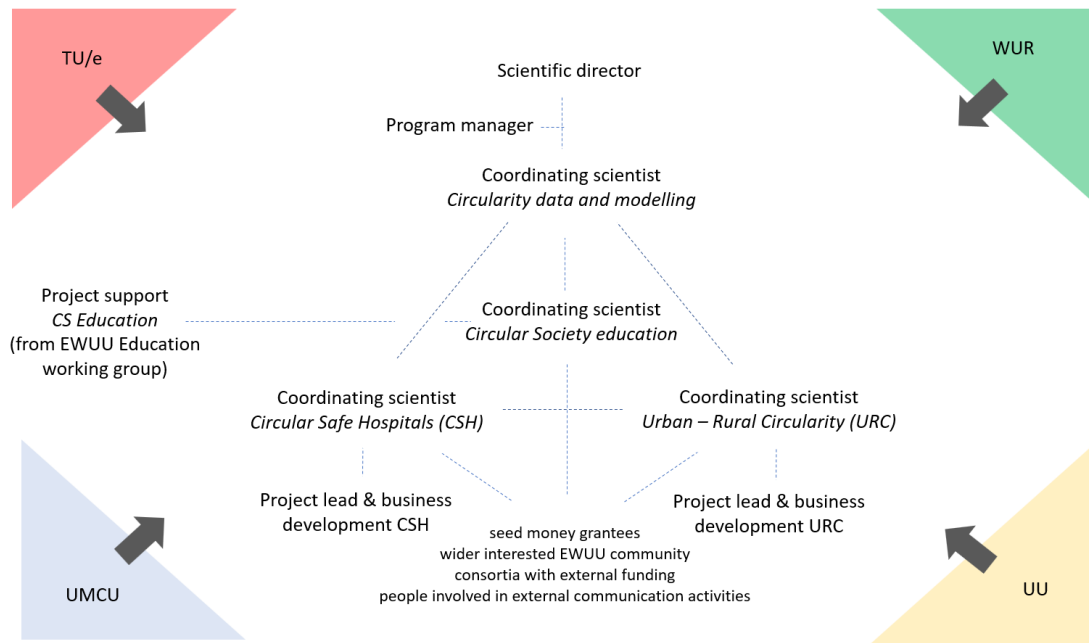 TU/e
WUR
Scientific director
Program manager
Coordinating scientist
Circularity data and modelling
Project support
CS Education
(from EWUU Education
working group)
Coordinating scientist
Circular Society education
Coordinating scientist
Circular Safe Hospitals (CSH)
Coordinating scientist
Urban – Rural Circularity (URC)
Project lead & business
development CSH
Project lead & business
development URC
seed money grantees
wider interested EWUU community
consortia with external funding
people involved in external communication activities
UMCU
UU